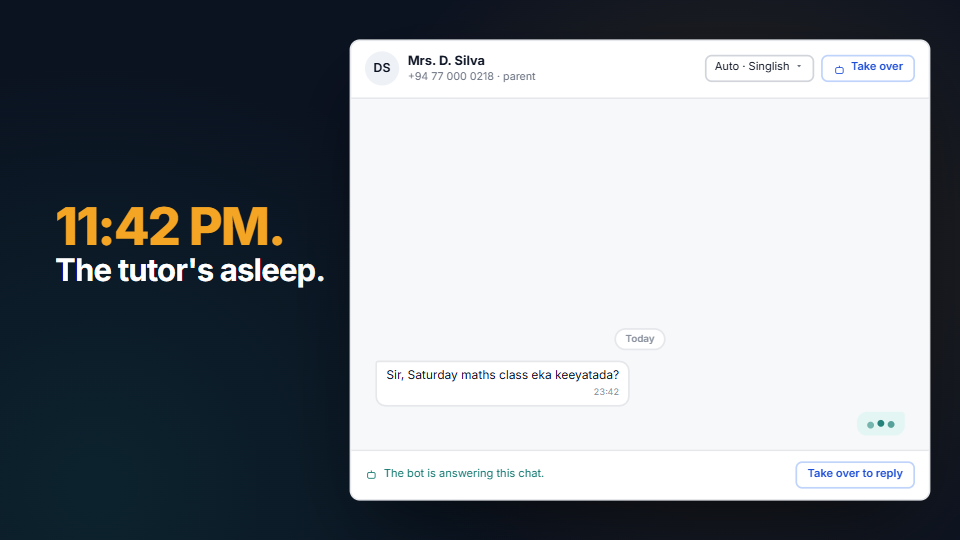 11:42 PM.
The tutor's asleep.
DS
Mrs. D. Silva
+94 77 000 0218 · parent
Auto · Singlish
Take over
Today
Sir, Saturday maths class eka keeyatada?
23:42
The bot is answering this chat.
Take over to reply